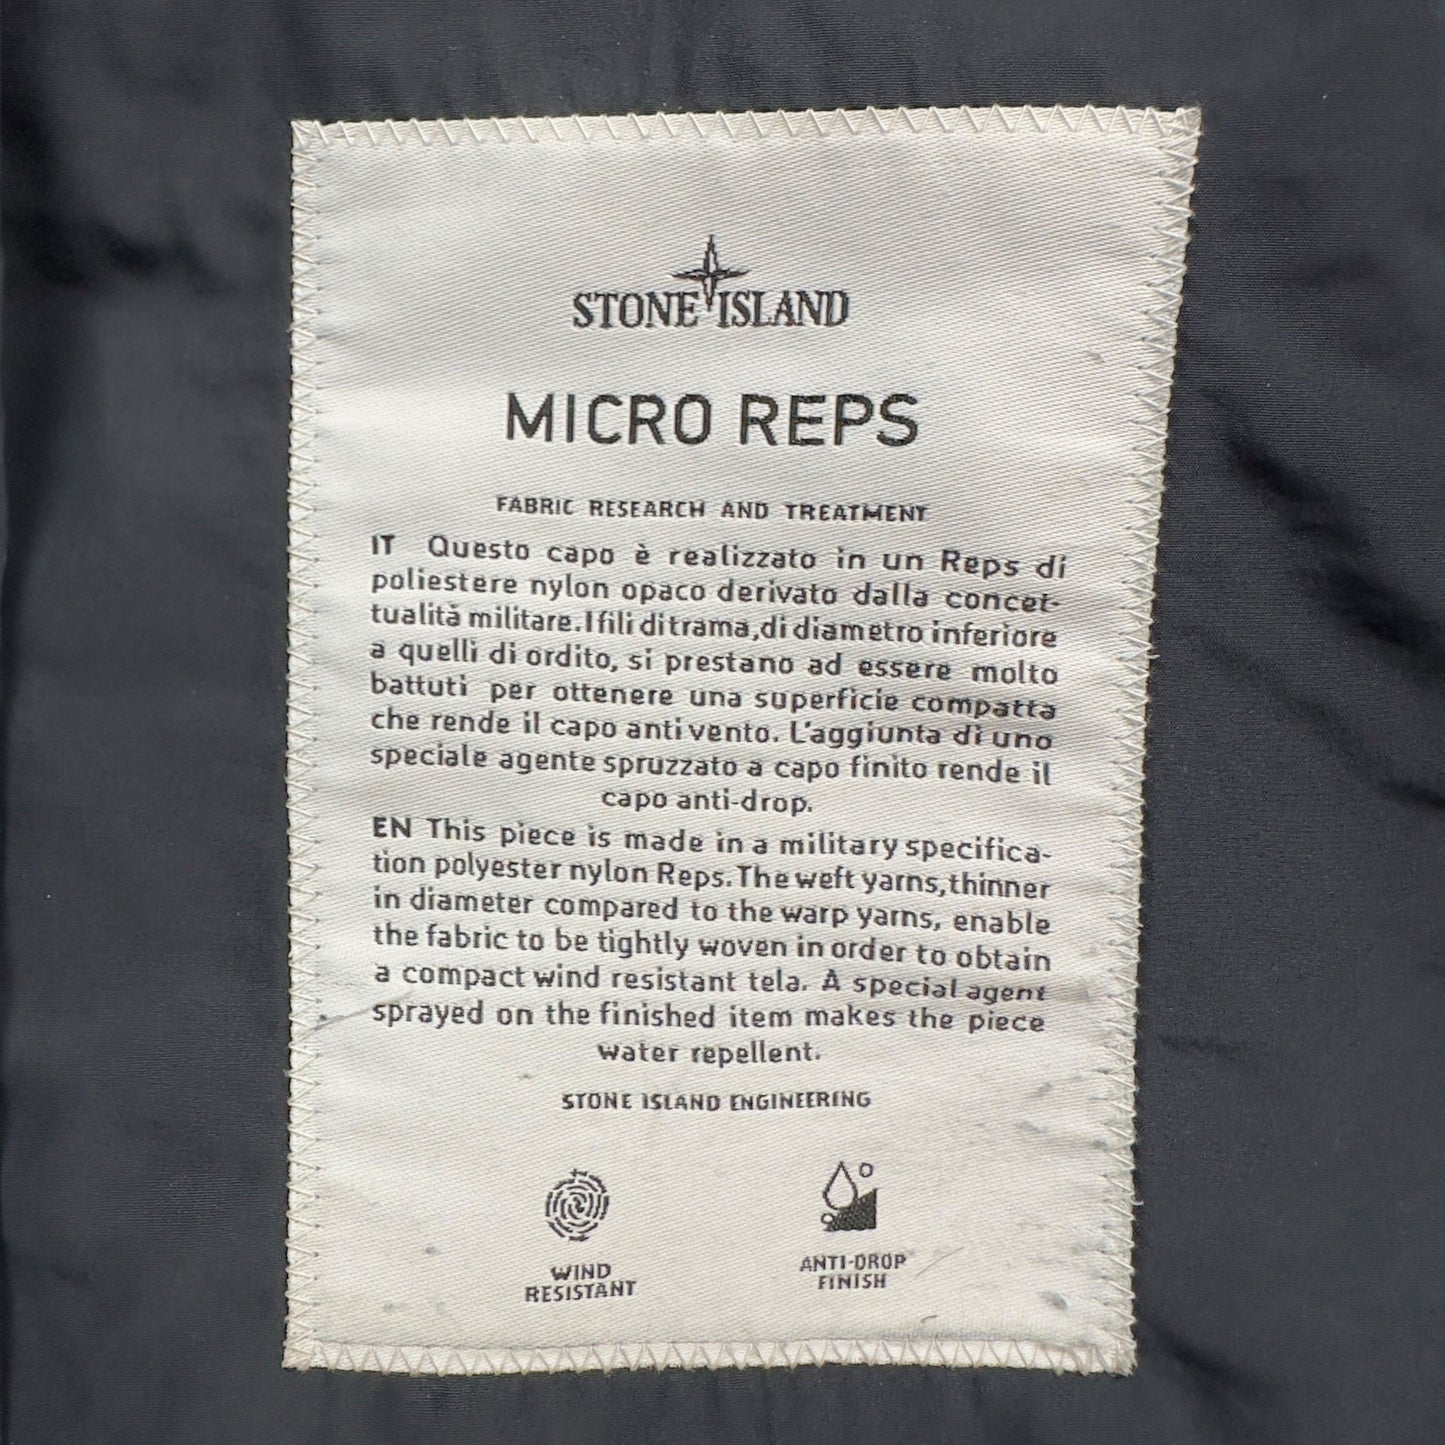 STONE ISLAND
MICRO REPS
FABRIC RESEARCH AND TREATMENT
IT Questo capo è realizzato in un Reps di
poliestere nylon opaco derivato dalla concet-
tualità militare. I fili di trama, di diametro inferiore
a quelli di ordito, si prestano ad essere molto
battuti per ottenere una superficie compatta
che rende il capo anti vento. L'aggiunta di uno
speciale agente spruzzato a capo finito rende il
capo anti-drop.
EN This piece is made in a military specifica-
tion polyester nylon Reps. The weft yarns, thinner
in diameter compared to the warp yarns, enable
the fabric to be tightly woven in order to obtain
a compact wind resistant tela. A special agent
sprayed on the finished item makes the piece
water repellent.
STONE ISLAND ENGINEERING
WIND
RESISTANT
ANTI-DROP
FINISH